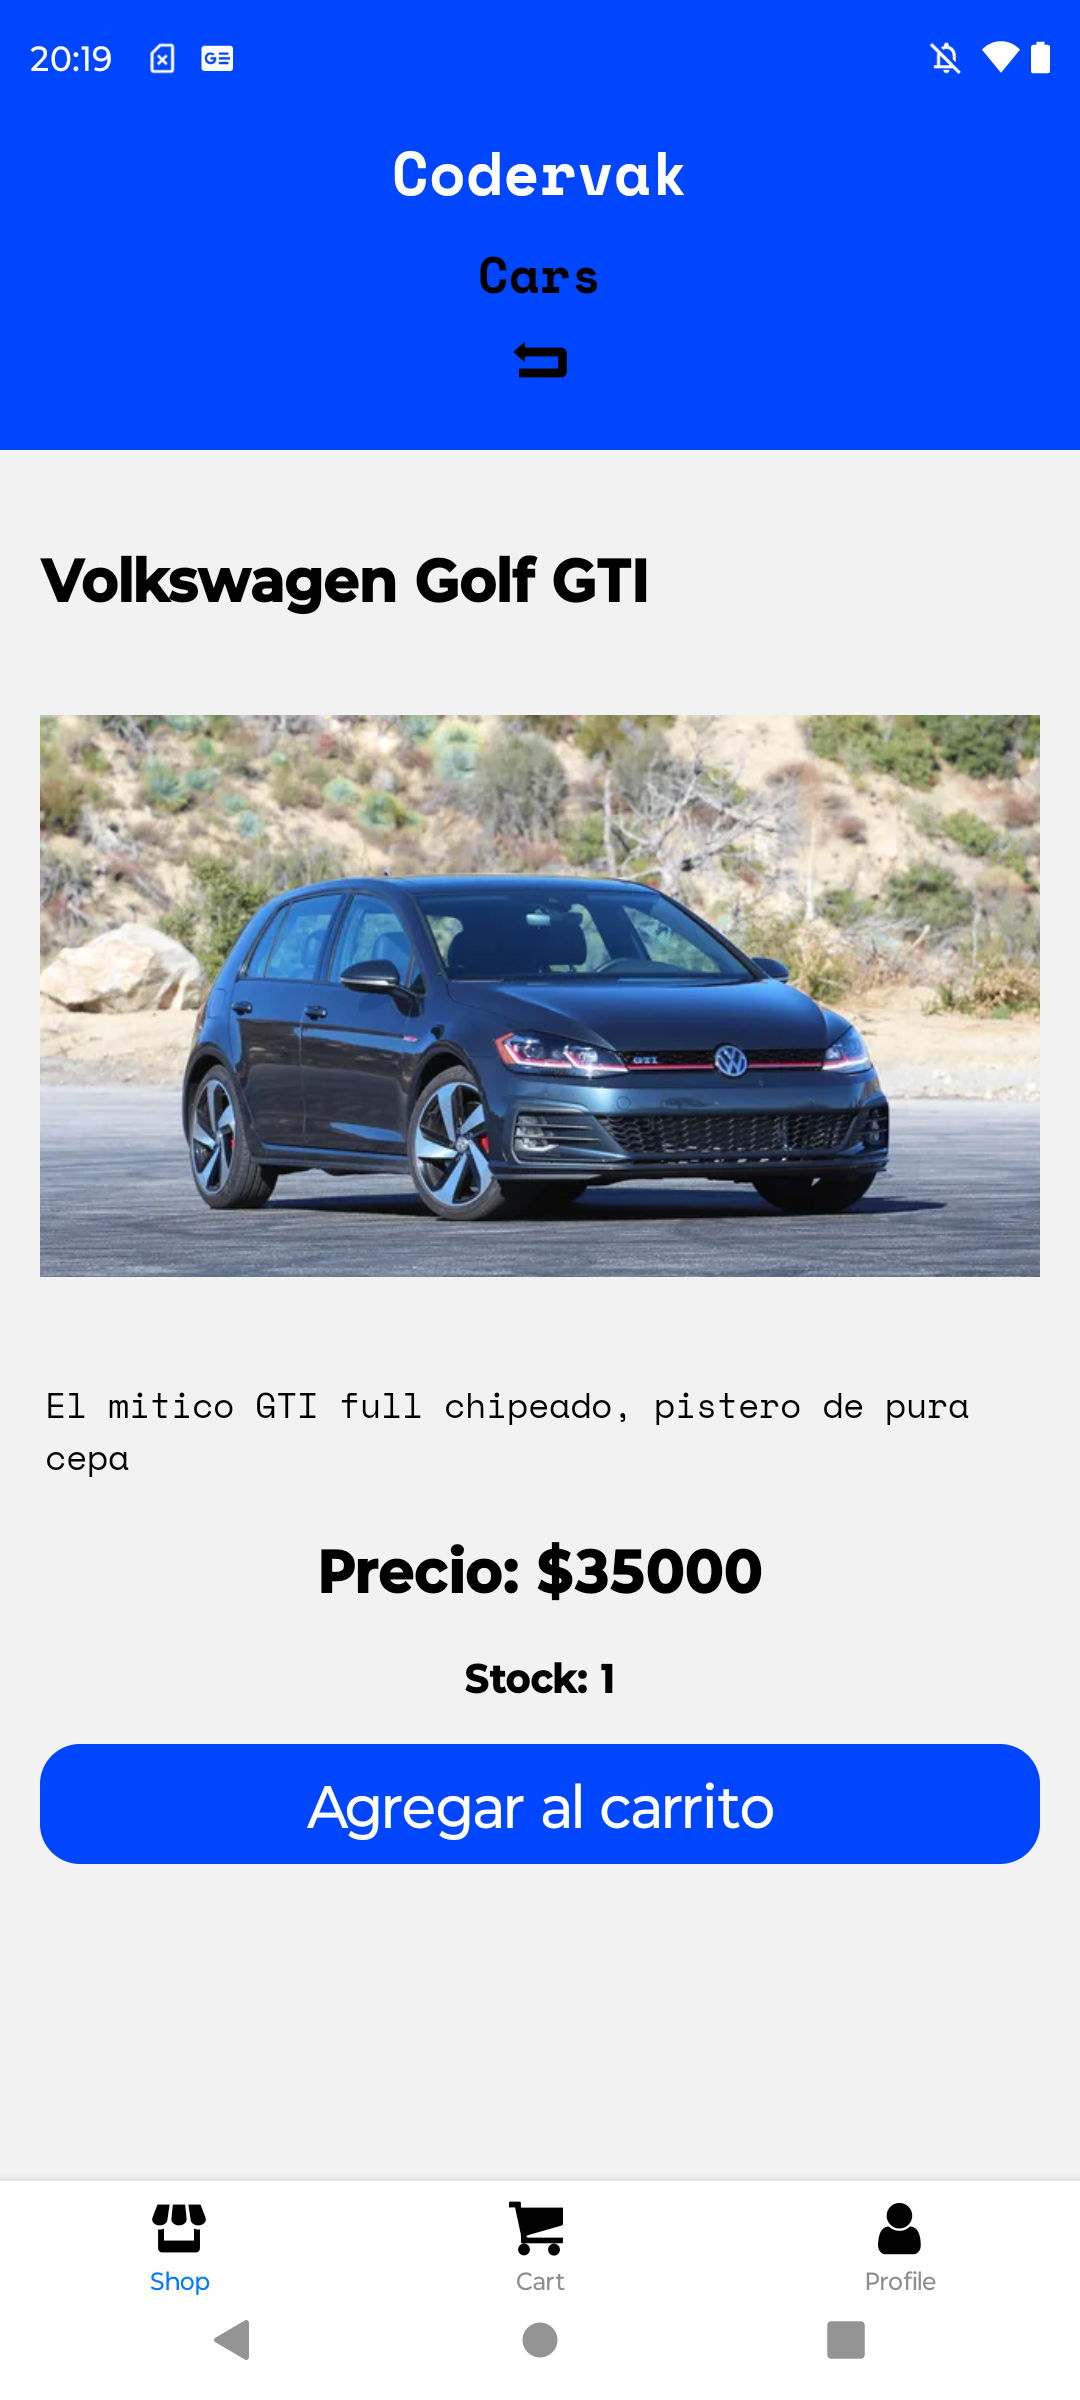 20:19
Codervak
Cars
Volkswagen Golf GTI
GTI
El mitico GTI full chipeado, pistero de pura
cepa
Precio: $35000
Stock: 1
Agregar al carrito
Shop
Cart
Profile